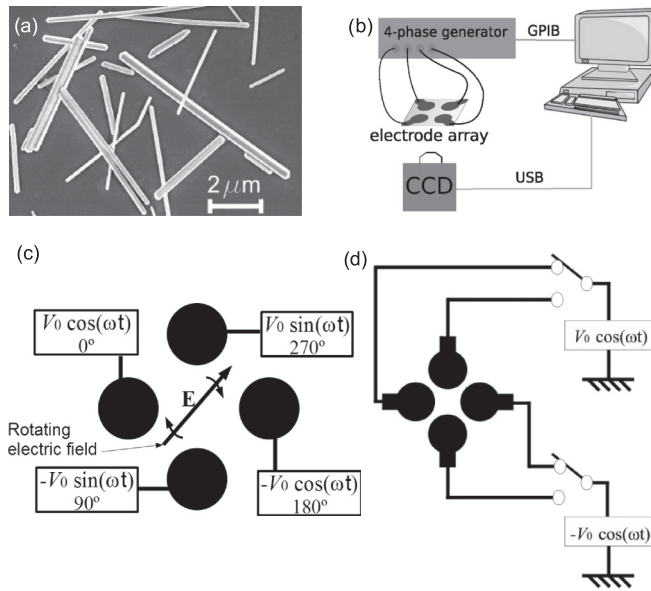 (a)
2 μm
(b)
4-phase generator
GPIB
electrode array
CCD
USB
(c)
V0 cos(ωt)
0º
V0 sin(ωt)
270º
E
Rotating
electric field
-V0 sin(ωt)
90º
-V0 cos(ωt)
180º
(d)
V0 cos(ωt)
-V0 cos(ωt)